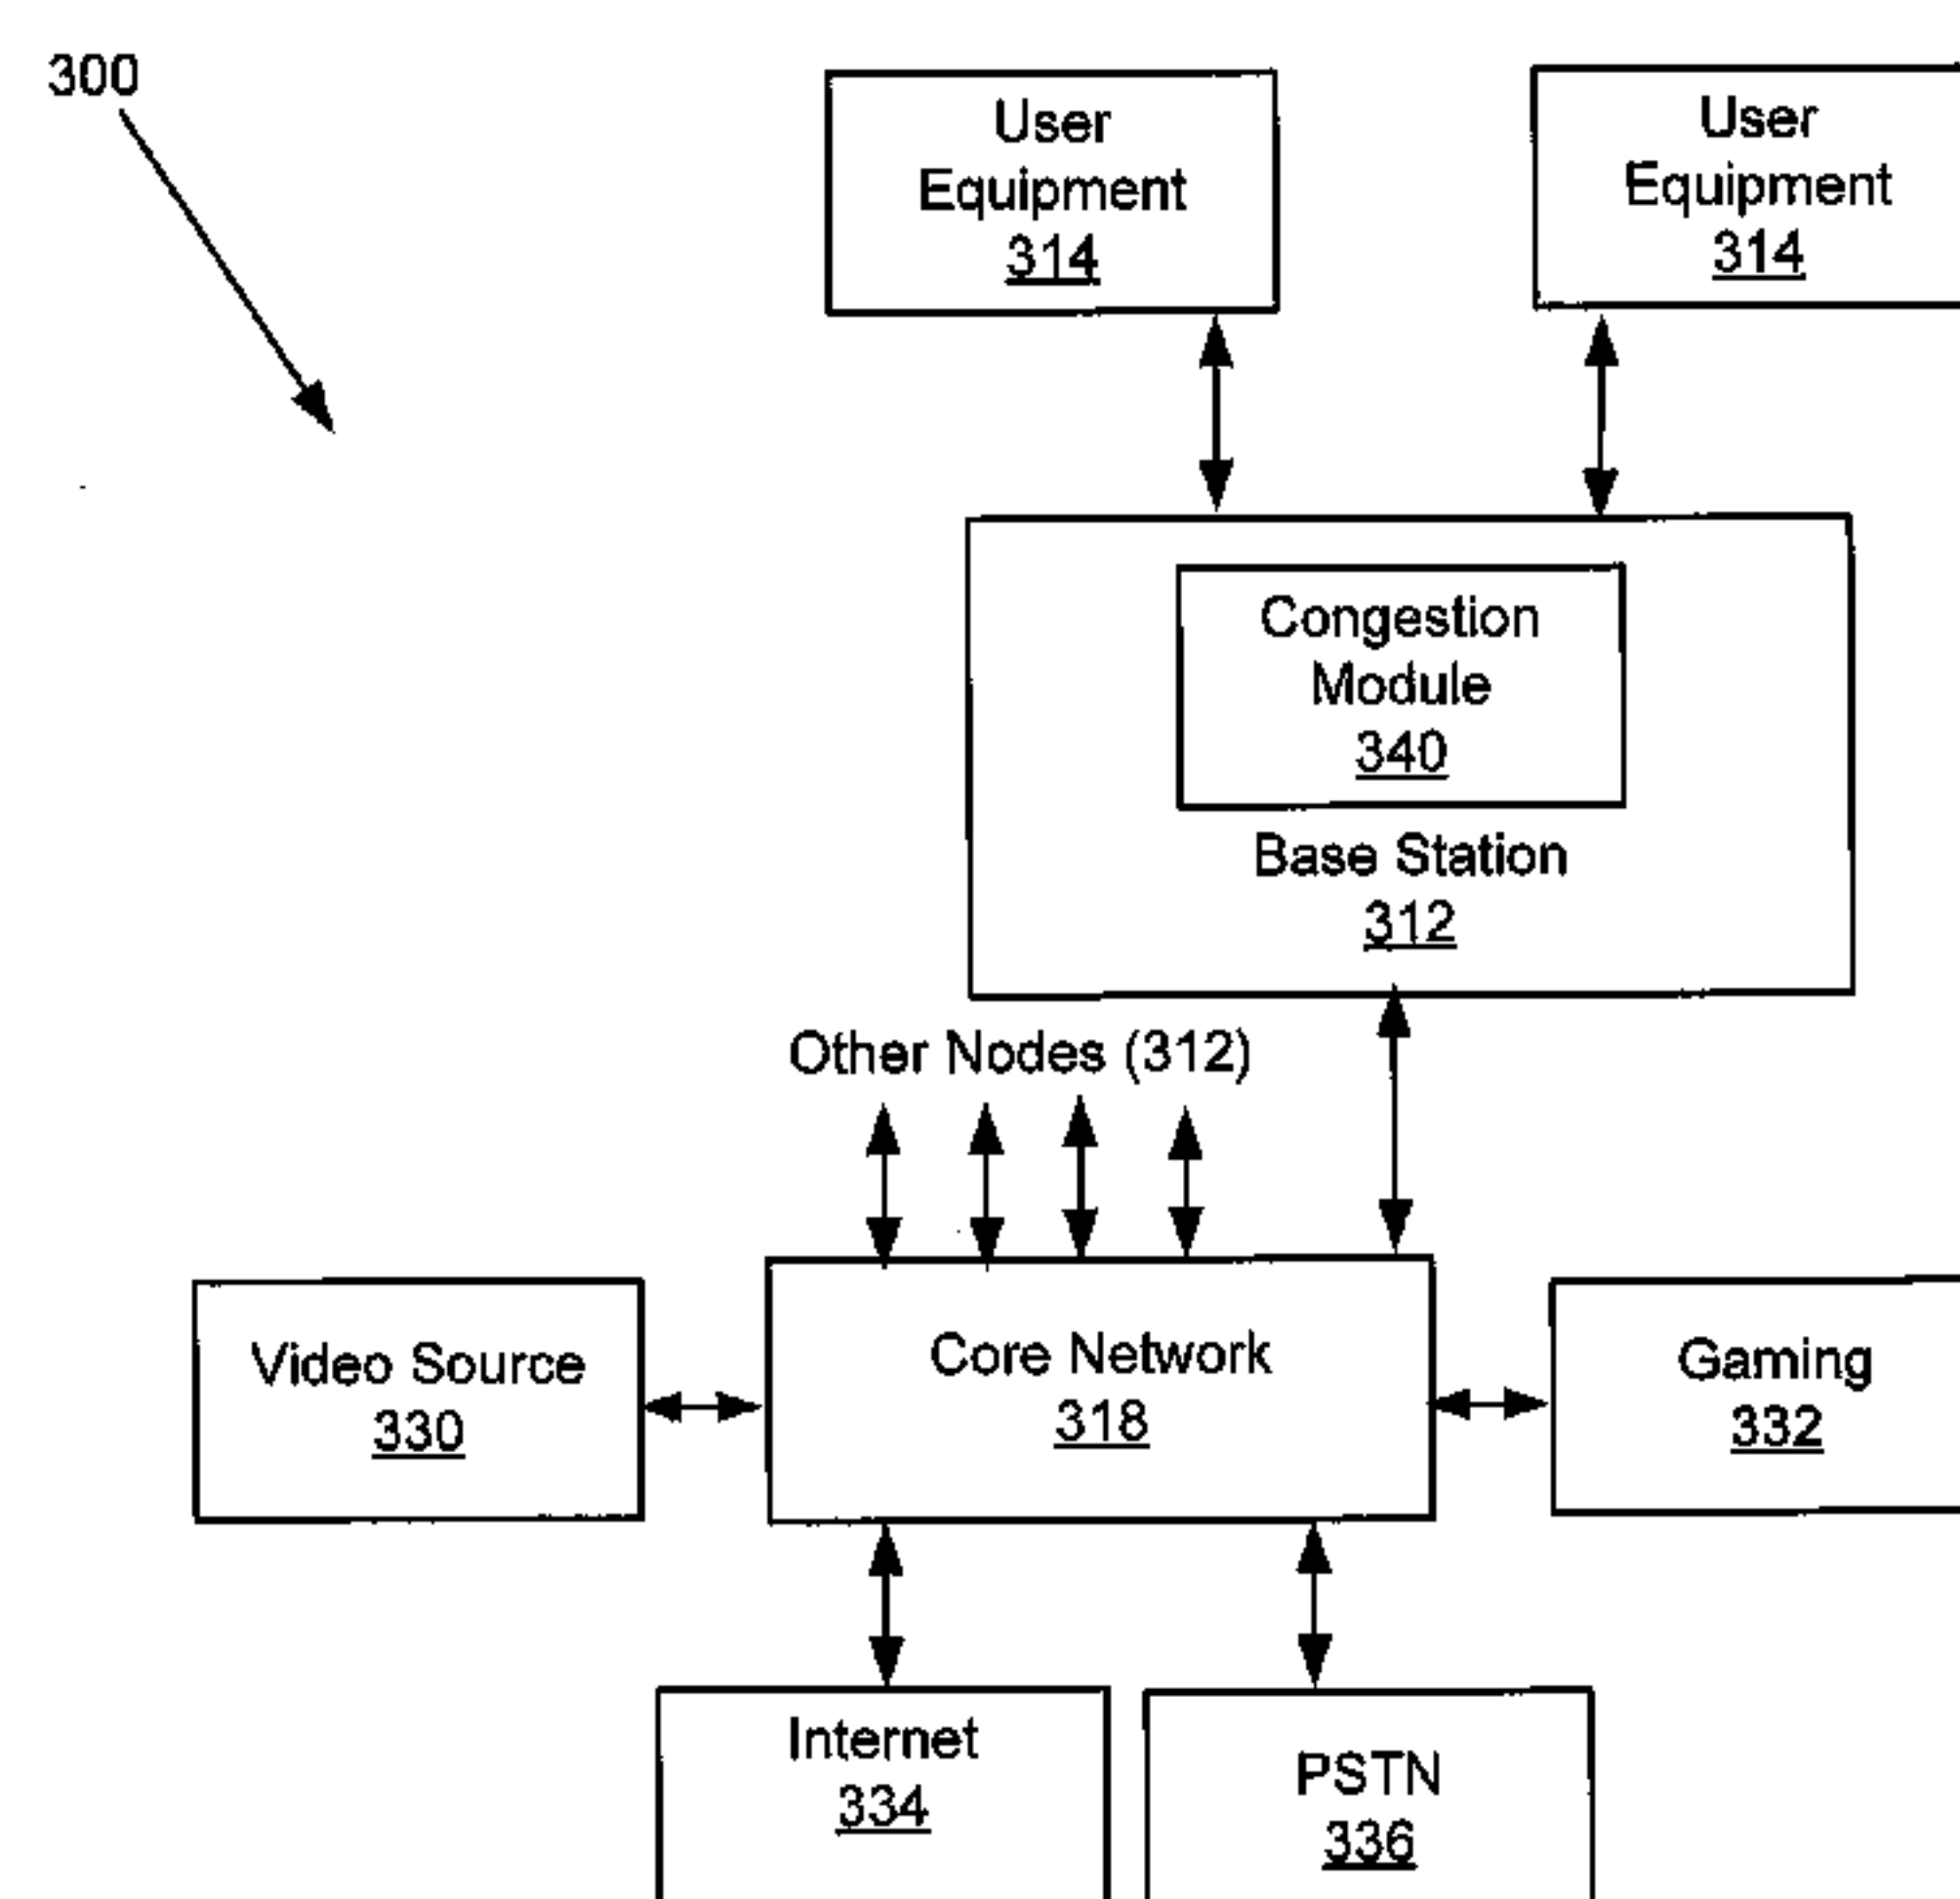 300
User
Equipment
314
User
Equipment
314
Congestion
Module
340
Base Station
312
Other Nodes (312)
Video Source
330
Core Network
318
Gaming
332
Internet
334
PSTN
336